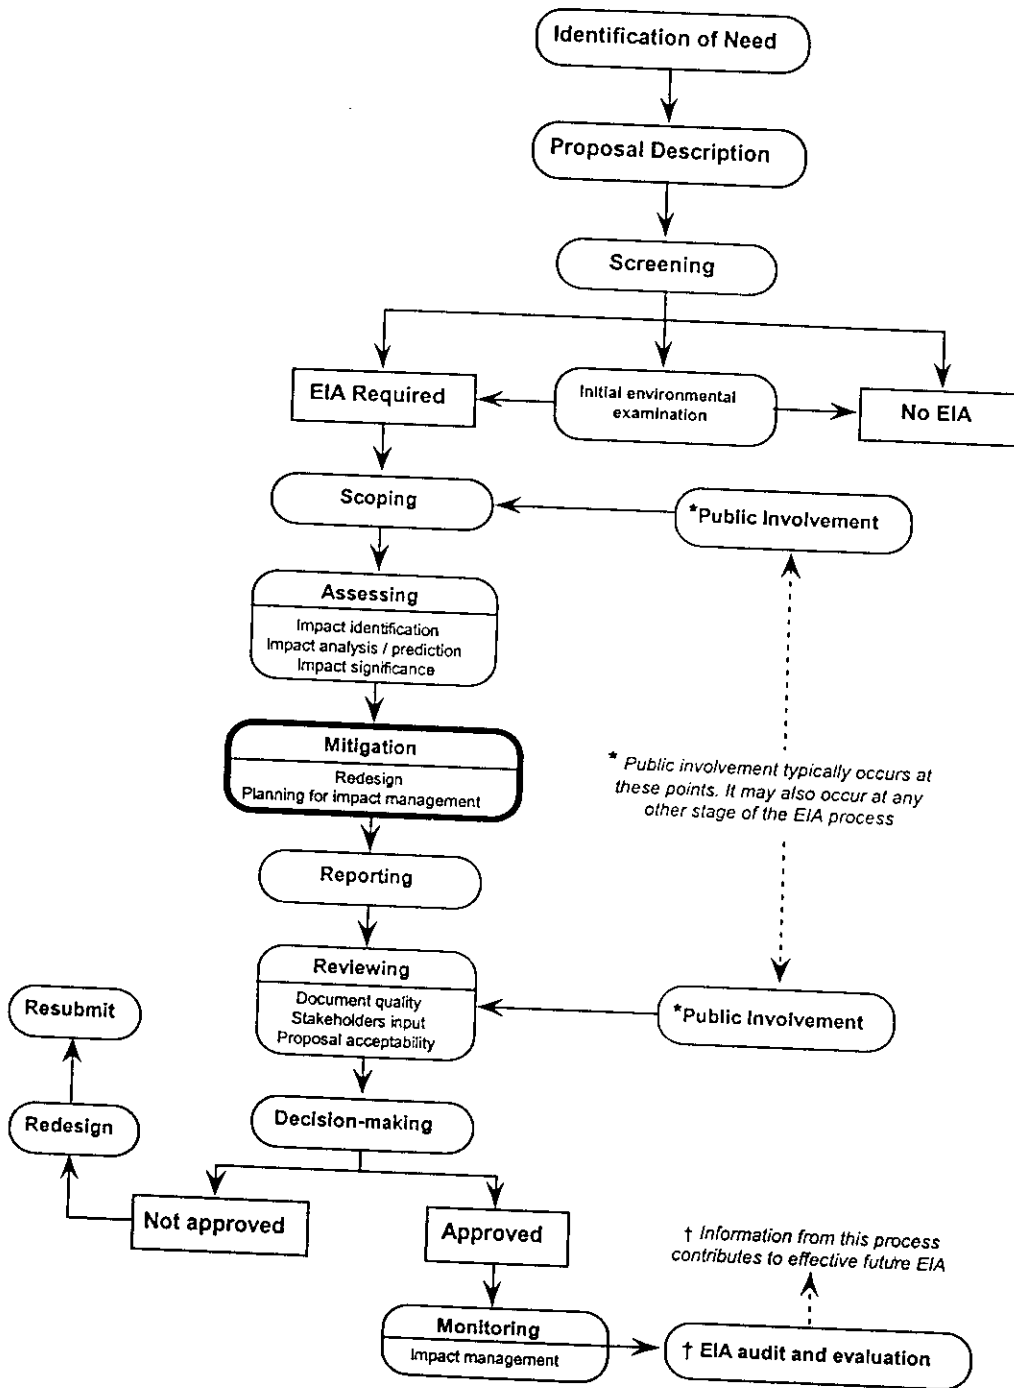 Identification of Need
Proposal Description
Screening
EIA Required
Initial environmental
examination
No EIA
Scoping
*Public Involvement
Assessing
Impact identification
Impact analysis / prediction
Impact significance
Mitigation
Redesign
Planning for impact management
* Public involvement typically occurs at
these points. It may also occur at any
other stage of the EIA process
Reporting
Reviewing
Document quality
Stakeholders input
Proposal acceptability
*Public Involvement
Resubmit
Redesign
Decision-making
Not approved
Approved
† Information from this process
contributes to effective future EIA
Monitoring
Impact management
† EIA audit and evaluation